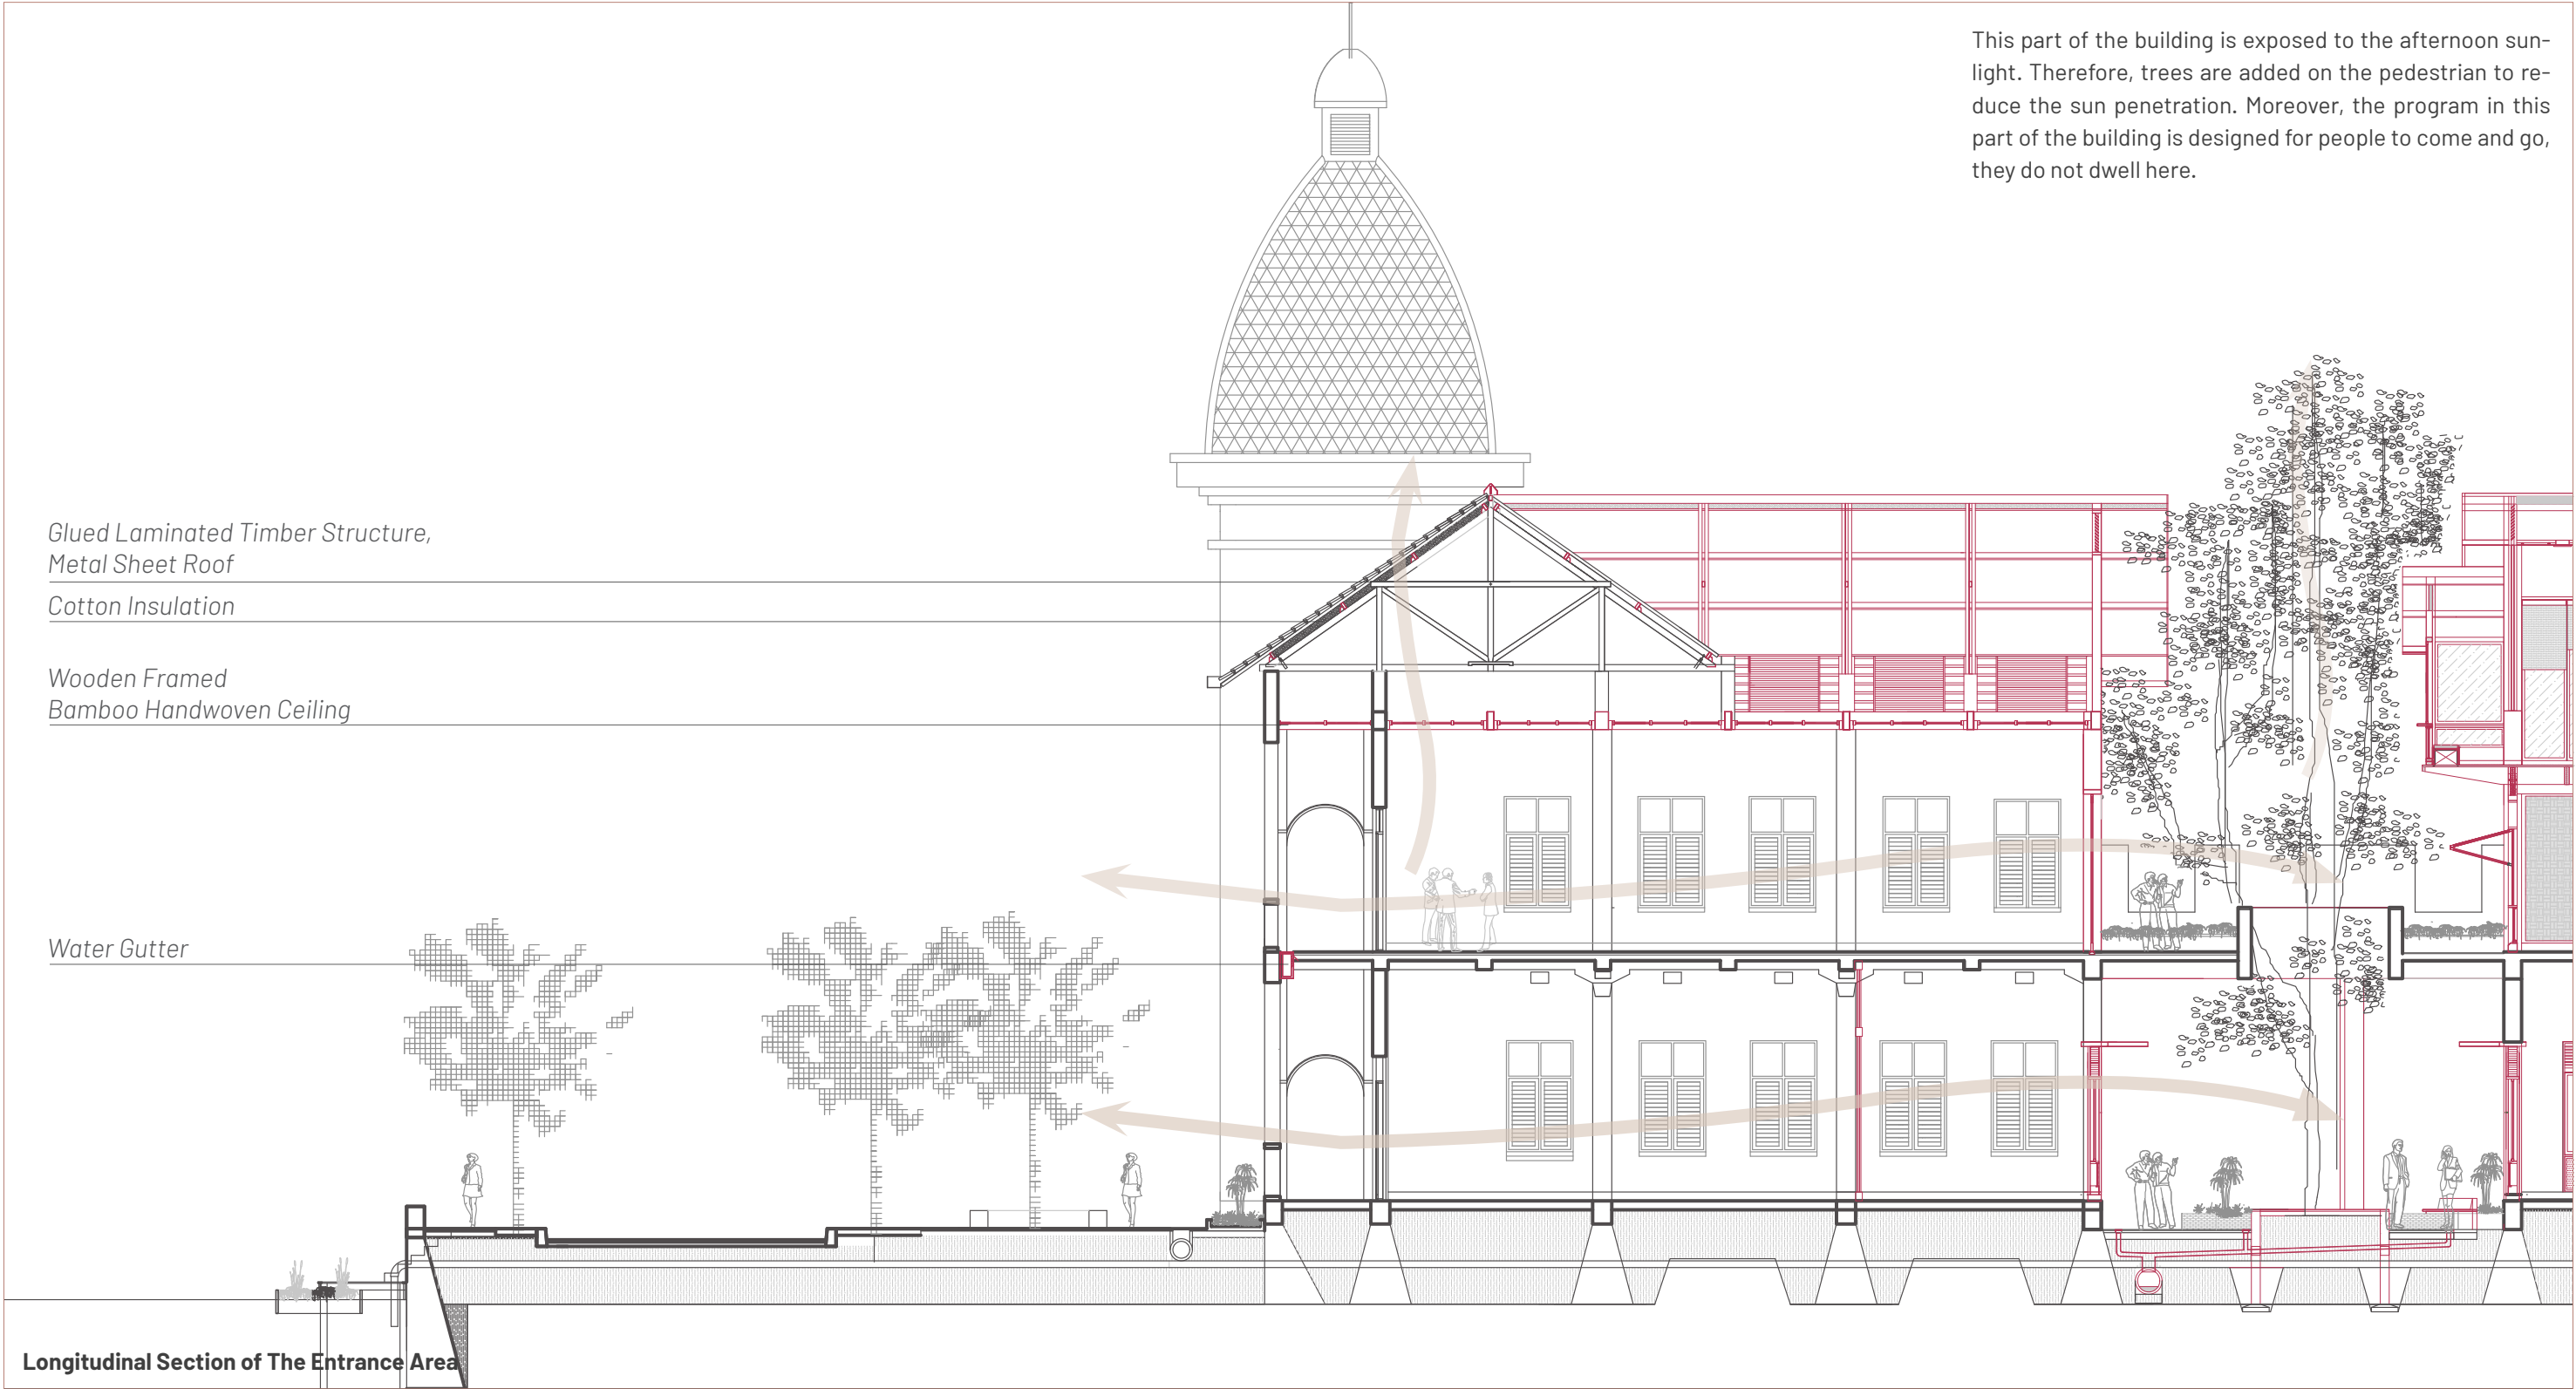 This part of the building is exposed to the afternoon sun-
light. Therefore, trees are added on the pedestrian to re-
duce the sun penetration. Moreover, the program in this
part of the building is designed for people to come and go,
they do not dwell here.
Glued Laminated Timber Structure,
Metal Sheet Roof
Cotton Insulation
Wooden Framed
Bamboo Handwoven Ceiling
Water Gutter
Longitudinal Section of The Entrance Area